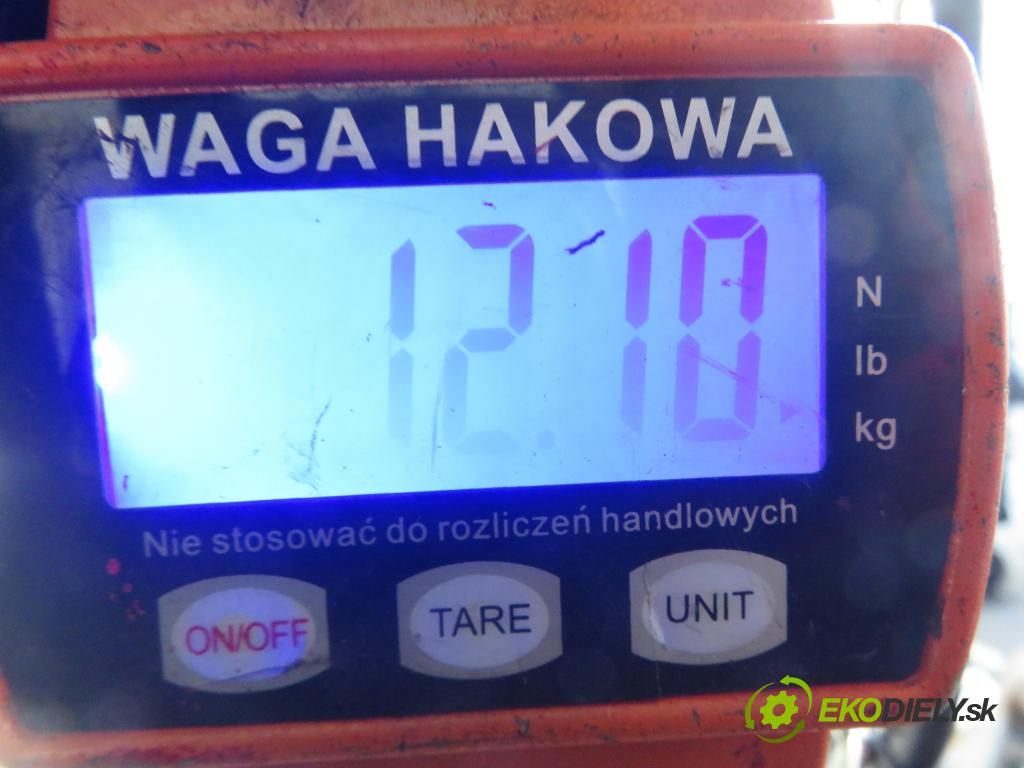 WAGA HAKOWA
12.10
N
lb
kg
Nie stosować do rozliczeń handlowych
ON/OFF TARE UNIT
EKODIELY.sk